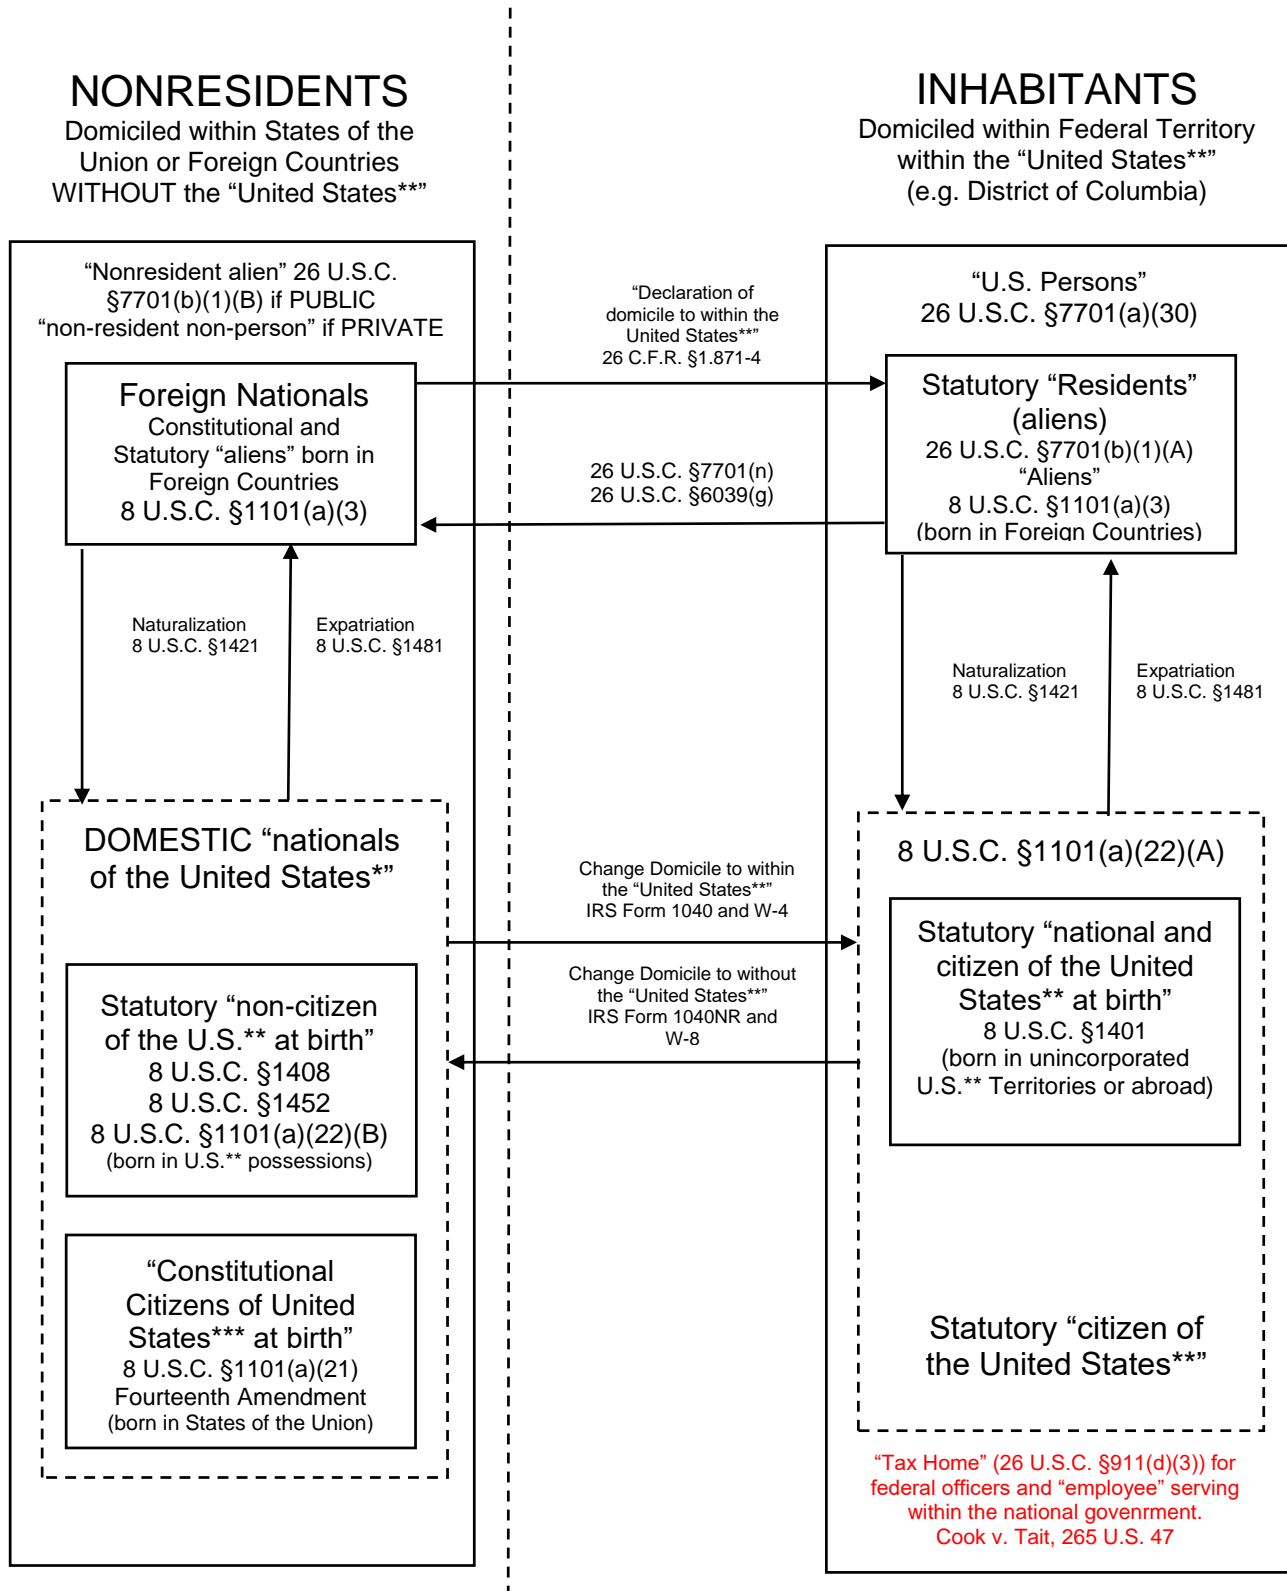 NONRESIDENTS
Domiciled within States of the
Union or Foreign Countries
WITHOUT the “United States**”
INHABITANTS
Domiciled within Federal Territory
within the “United States**”
(e.g. District of Columbia)
“Nonresident alien” 26 U.S.C.
§7701(b)(1)(B) if PUBLIC
“non-resident non-person” if PRIVATE
Foreign Nationals
Constitutional and
Statutory “aliens” born in
Foreign Countries
8 U.S.C. §1101(a)(3)
“Declaration of
domicile to within the
United States**”
26 C.F.R. §1.871-4
26 U.S.C. §7701(n)
26 U.S.C. §6039(g)
“U.S. Persons”
26 U.S.C. §7701(a)(30)
Statutory “Residents”
(aliens)
26 U.S.C. §7701(b)(1)(A)
“Aliens”
8 U.S.C. §1101(a)(3)
(born in Foreign Countries)
Naturalization
8 U.S.C. §1421
Expatriation
8 U.S.C. §1481
Naturalization
8 U.S.C. §1421
Expatriation
8 U.S.C. §1481
DOMESTIC “nationals
of the United States*”
Statutory “non-citizen
of the U.S.** at birth”
8 U.S.C. §1408
8 U.S.C. §1452
8 U.S.C. §1101(a)(22)(B)
(born in U.S.** possessions)
“Constitutional
Citizens of United
States*** at birth”
8 U.S.C. §1101(a)(21)
Fourteenth Amendment
(born in States of the Union)
Change Domicile to within
the “United States**”
IRS Form 1040 and W-4
Change Domicile to without
the “United States**”
IRS Form 1040NR and
W-8
8 U.S.C. §1101(a)(22)(A)
Statutory “national and
citizen of the United
States** at birth”
8 U.S.C. §1401
(born in unincorporated
U.S.** Territories or abroad)
Statutory “citizen of
the United States**”
“Tax Home” (26 U.S.C. §911(d)(3)) for
federal officers and “employee” serving
within the national govenrment.
Cook v. Tait, 265 U.S. 47